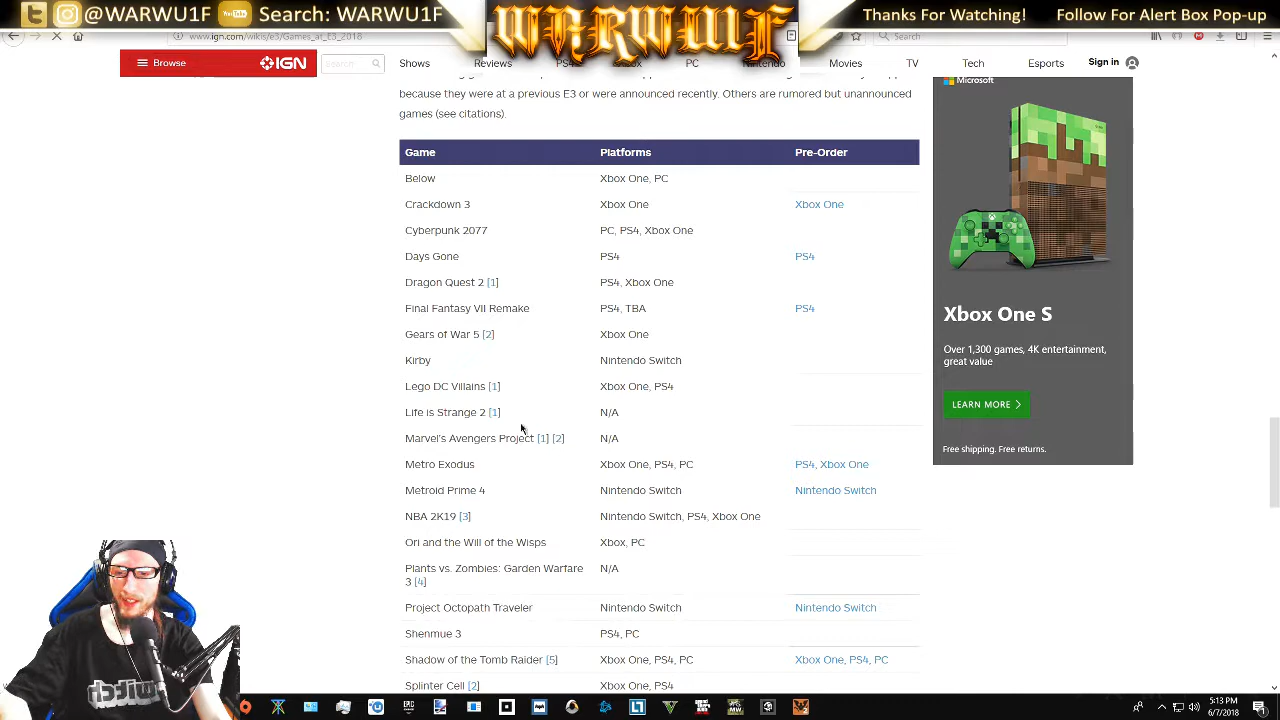 @WARWU1F Search: WARWU1F
WARWU1F
Thanks For Watching! Follow For Alert Box Pop-up
www.ign.com/wikis/e3/Games_at_E3_2018
Search
Browse IGN
Search
Shows Reviews PS4 PC Nintendo Movies TV Tech Esports Sign in
Microsoft
because they were at a previous E3 or were announced recently. Others are rumored but unannounced
games (see citations).
Game Platforms Pre-Order
Below Xbox One, PC
Crackdown 3 Xbox One Xbox One
Cyberpunk 2077 PC, PS4, Xbox One
Days Gone PS4 PS4
Dragon Quest 2 [1] PS4, Xbox One
Final Fantasy VII Remake PS4, TBA PS4
Gears of War 5 [2] Xbox One
Kirby Nintendo Switch
Lego DC Villains [1] Xbox One, PS4
Life is Strange 2 [1] N/A
Marvel's Avengers Project [1] [2] N/A
Metro Exodus Xbox One, PS4, PC PS4, Xbox One
Metroid Prime 4 Nintendo Switch Nintendo Switch
NBA 2K19 [3] Nintendo Switch, PS4, Xbox One
Ori and the Will of the Wisps Xbox, PC
Plants vs. Zombies: Garden Warfare N/A
3 [4]
Project Octopath Traveler Nintendo Switch Nintendo Switch
Shenmue 3 PS4, PC
Shadow of the Tomb Raider [5] Xbox One, PS4, PC Xbox One, PS4, PC
Splinter Cell [2] Xbox One, PS4
Xbox One S
Over 1,300 games, 4K entertainment,
great value
LEARN MORE >
Free shipping. Free returns.
5:13 PM
6/7/2018